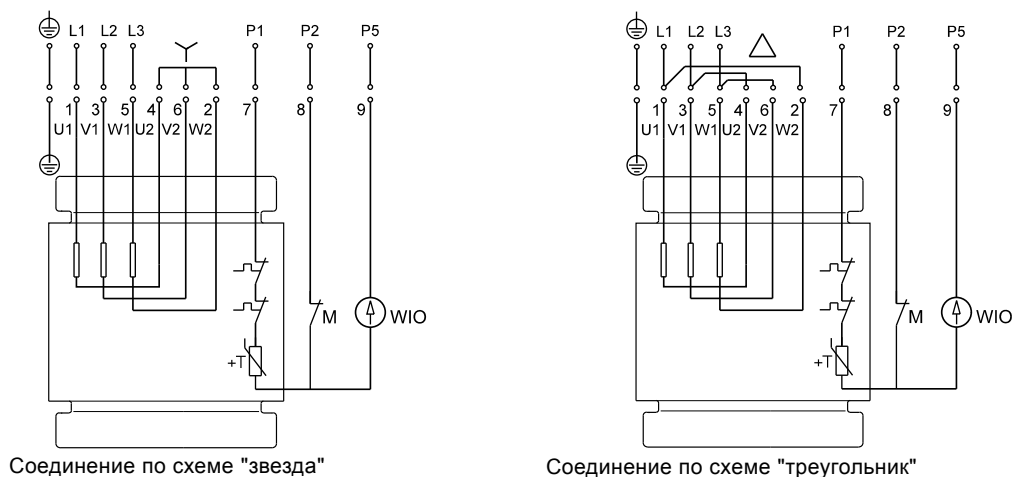 L1 L2 L3 P1 P2 P5
1 3 5 4 6 2 7 8 9
U1 V1 W1 U2 V2 W2
M
WIO
+T
Соединение по схеме "звезда"
L1 L2 L3 P1 P2 P5
1 3 5 4 6 2 7 8 9
U1 V1 W1 U2 V2 W2
M
WIO
+T
Соединение по схеме "треугольник"